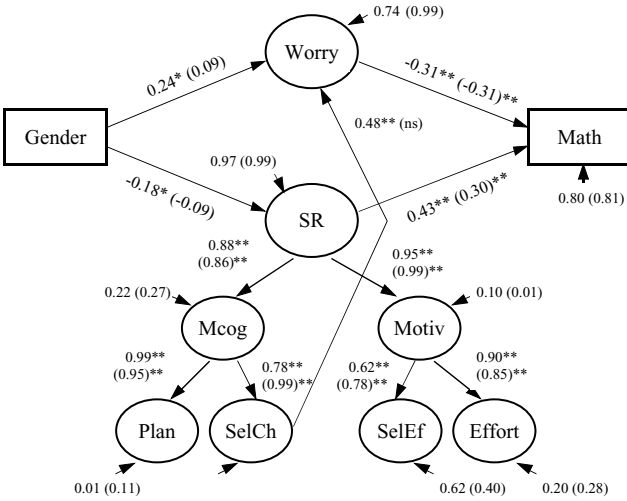 0.74 (0.99)
Worry
0.24* (0.09)
-0.31** (-0.31)**
0.48** (ns)
Gender
Math
0.97 (0.99)
-0.18* (-0.09)
0.43** (0.30)**
0.80 (0.81)
SR
0.88**
(0.86)**
0.95**
(0.99)**
0.22 (0.27)
0.10 (0.01)
Mcog
Motiv
0.99**
(0.95)**
0.78**
(0.99)**
0.62**
(0.78)**
0.90**
(0.85)**
Plan
SelCh
SelEf
Effort
0.01 (0.11)
0.62 (0.40)
0.20 (0.28)